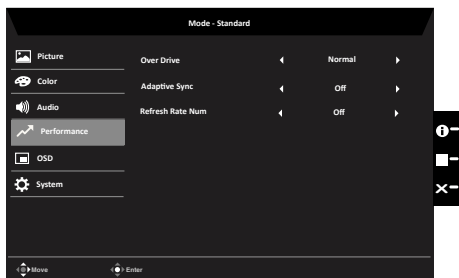 Mode - Standard
Picture
Over Drive Normal
Color
Adaptive Sync Off
Audio
Refresh Rate Num Off
Performance
OSD
System
Move Enter